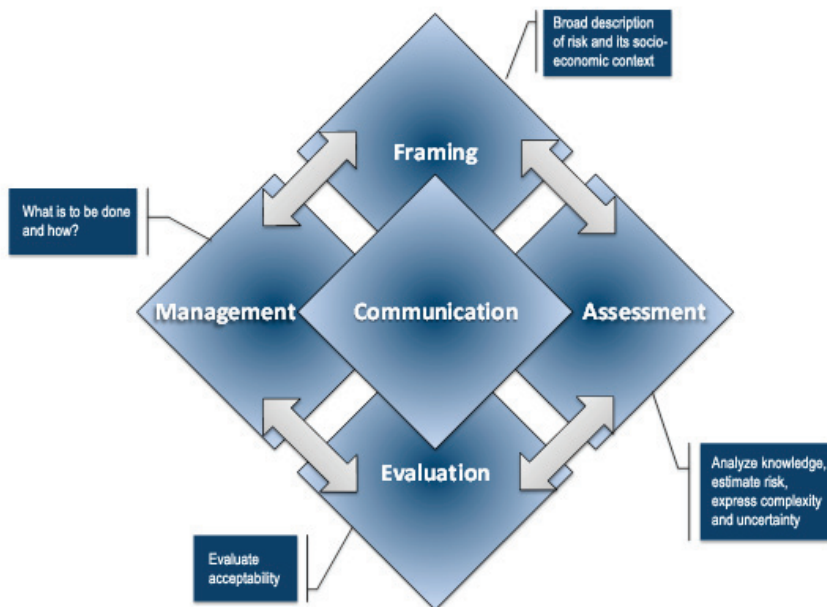 Broad description
of risk and its socio-
economic context
Framing
What is to be done
and how?
Management
Communication
Assessment
Evaluation
Analyze knowledge,
estimate risk,
express complexity
and uncertainty
Evaluate
acceptability